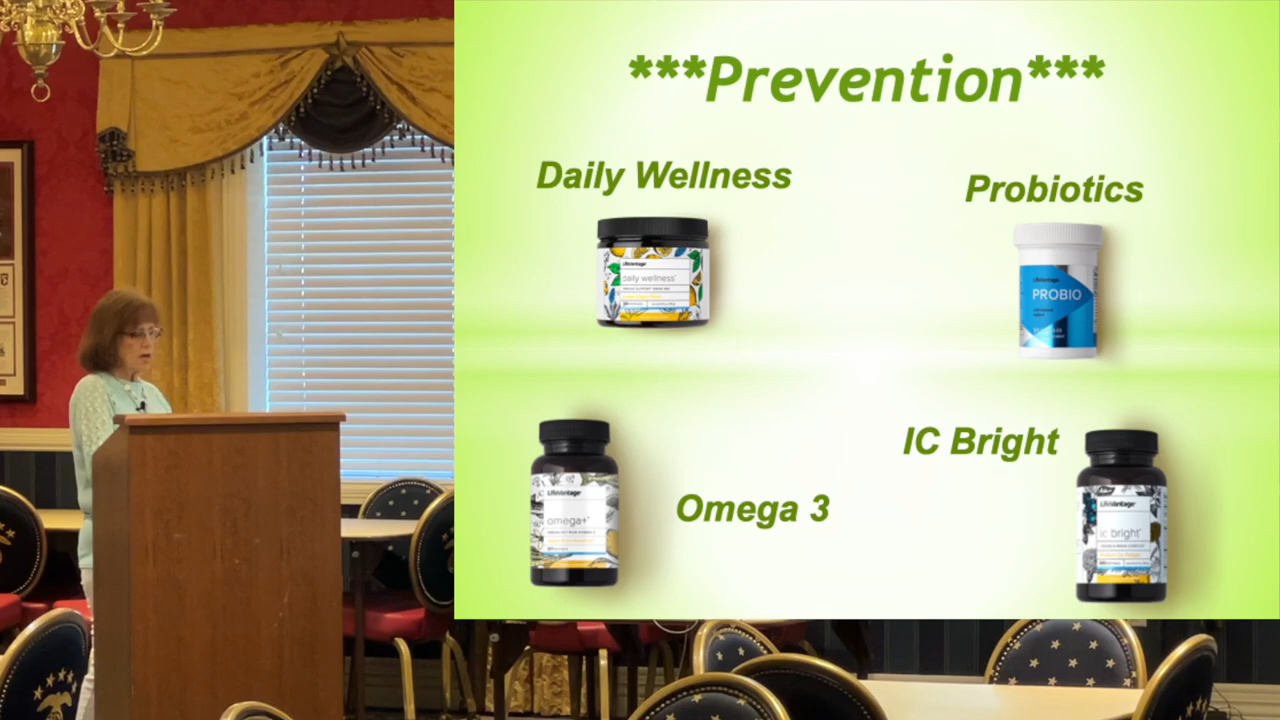 ***Prevention***
Daily Wellness
Probiotics
LifeVantage
daily wellness
LifeVantage
PROBIO
IC Bright
Omega 3
LifeVantage
omega+
LifeVantage
ic bright